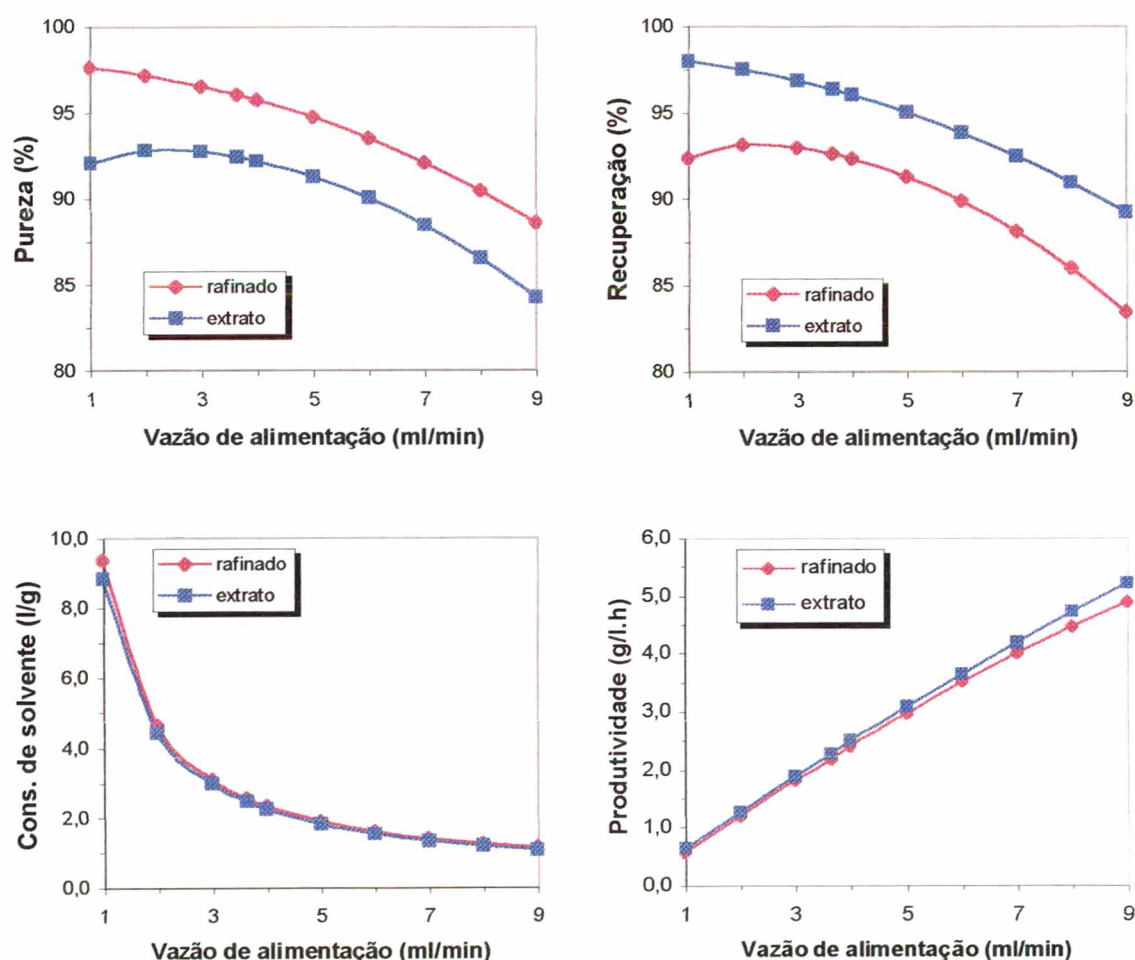 Pureza (%)
100
95
90
85
80
rafinado
extrato
1 3 5 7 9
Vazão de alimentação (ml/min)
Recuperação (%)
100
95
90
85
80
rafinado
extrato
1 3 5 7 9
Vazão de alimentação (ml/min)
Cons. de solvente (l/g)
10,0
8,0
6,0
4,0
2,0
0,0
rafinado
extrato
1 3 5 7 9
Vazão de alimentação (ml/min)
Produtividade (g/l.h)
6,0
5,0
4,0
3,0
2,0
1,0
0,0
rafinado
extrato
1 3 5 7 9
Vazão de alimentação (ml/min)